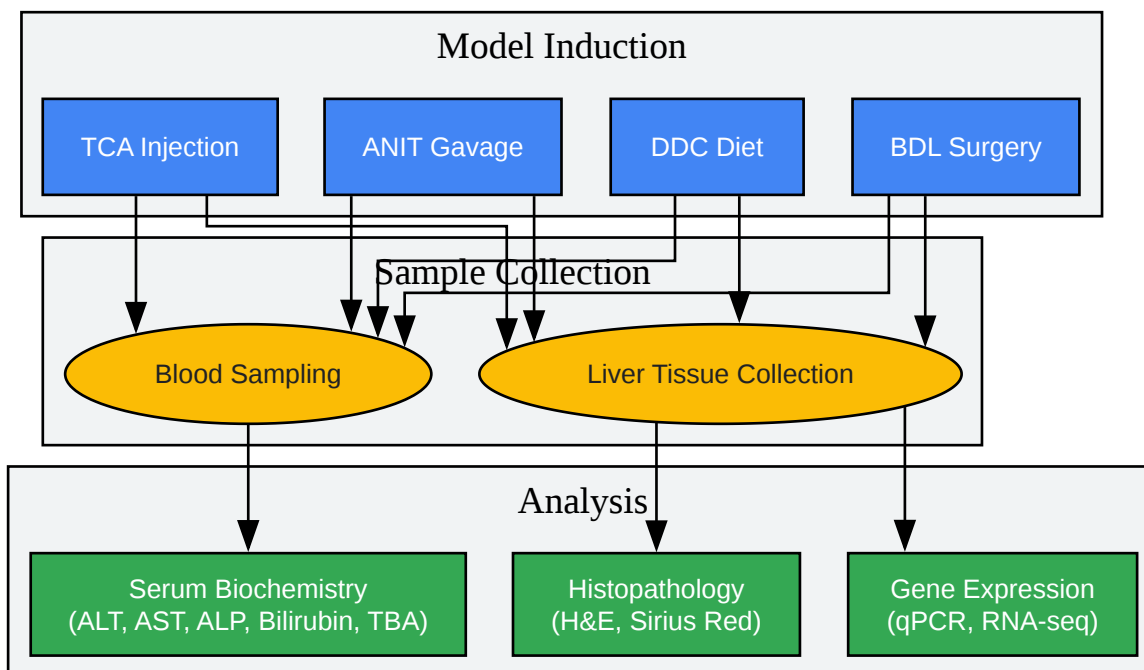 Model Induction
TCA Injection
ANIT Gavage
DDC Diet
BDL Surgery
Sample Collection
Blood Sampling
Liver Tissue Collection
Analysis
Serum Biochemistry
(ALT, AST, ALP, Bilirubin, TBA)
Histopathology
(H&E, Sirius Red)
Gene Expression
(qPCR, RNA-seq)